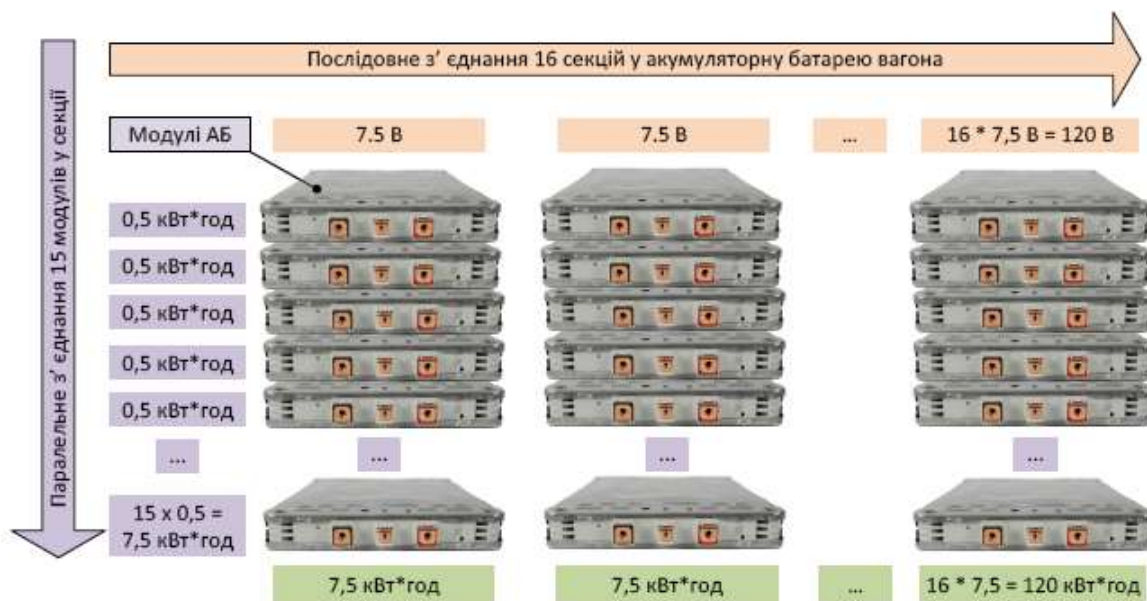 Послідовне з' єднання 16 секцій у акумуляторну батарею вагона
Паралельне з' єднання 15 модулів у секції
Модулі АБ
7.5 В
7.5 В
...
16 * 7,5 В = 120 В
0,5 кВт*год
0,5 кВт*год
0,5 кВт*год
0,5 кВт*год
0,5 кВт*год
...
...
...
...
15 x 0,5 =
7,5 кВт*год
7,5 кВт*год
7,5 кВт*год
...
16 * 7,5 = 120 кВт*год